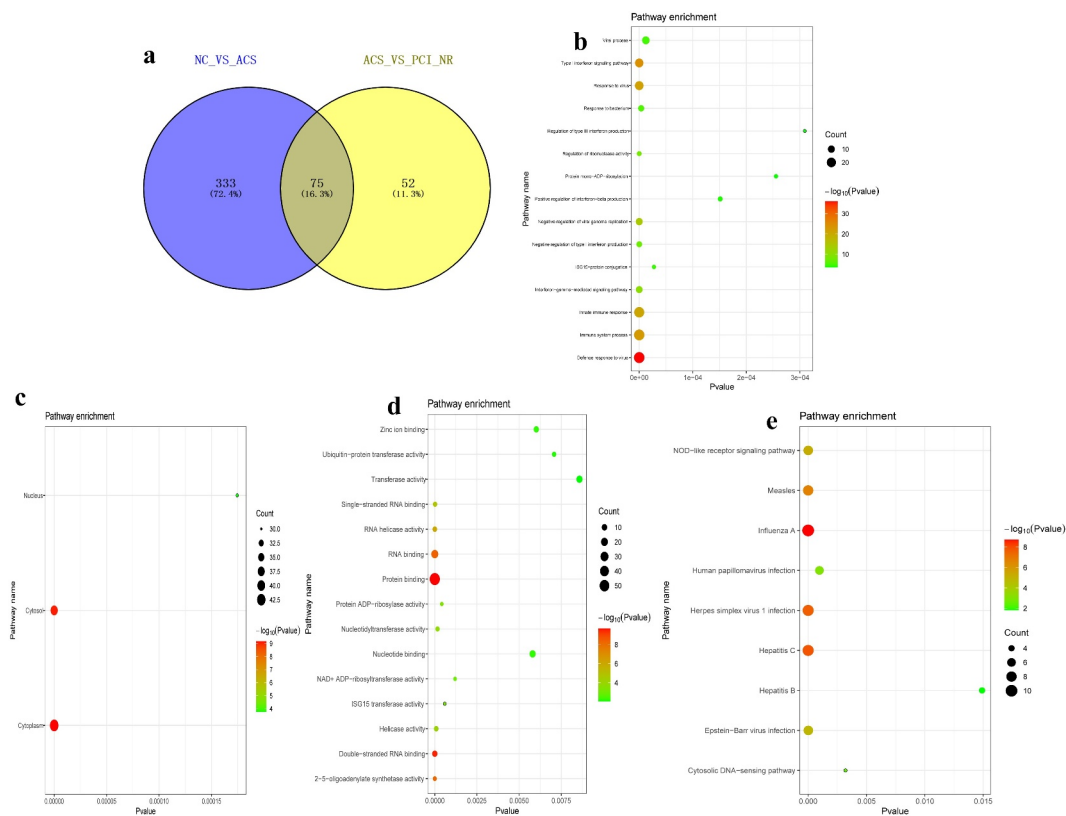 a
NC_VS_ACS
ACS_VS_PCI_NR
333
(72.4%)
75
(16.3%)
52
(11.3%)
b
Pathway enrichment
Viral process
Type I interferon signaling pathway
Response to virus
Response to bacterium
Regulation of type III interferon production
Regulation of ribonuclease activity
Protein mono-ADP-ribosylation
Positive regulation of interferon-beta production
Negative regulation of viral genome replication
Negative regulation of type I interferon production
ISG15-protein conjugation
Interferon-gamma-mediated signaling pathway
Innate immune response
Immune system process
Defense response to virus
Pathway name
0e+00
1e-04
2e-04
3e-04
Pvalue
Count
10
20
−log10(Pvalue)
30
20
10
c
Pathway enrichment
Nucleus
Cytosol
Cytoplasm
Pathway name
0.00000
0.00005
0.00010
0.00015
Pvalue
Count
30.0
32.5
35.0
37.5
40.0
42.5
−log10(Pvalue)
9
8
7
6
5
4
d
Pathway enrichment
Zinc ion binding
Ubiquitin−protein transferase activity
Transferase activity
Single−stranded RNA binding
RNA helicase activity
RNA binding
Protein binding
Protein ADP−ribosylase activity
Nucleotidyltransferase activity
Nucleotide binding
NAD+ ADP−ribosyltransferase activity
ISG15 transferase activity
Helicase activity
Double−stranded RNA binding
2−5−oligoadenylate synthetase activity
Pathway name
0.0000
0.0025
0.0050
0.0075
Pvalue
Count
10
20
30
40
50
−log10(Pvalue)
8
6
4
e
Pathway enrichment
NOD−like receptor signaling pathway
Measles
Influenza A
Human papillomavirus infection
Herpes simplex virus 1 infection
Hepatitis C
Hepatitis B
Epstein−Barr virus infection
Cytosolic DNA−sensing pathway
Pathway name
0.000
0.005
0.010
0.015
Pvalue
−log10(Pvalue)
8
6
4
2
Count
4
6
8
10